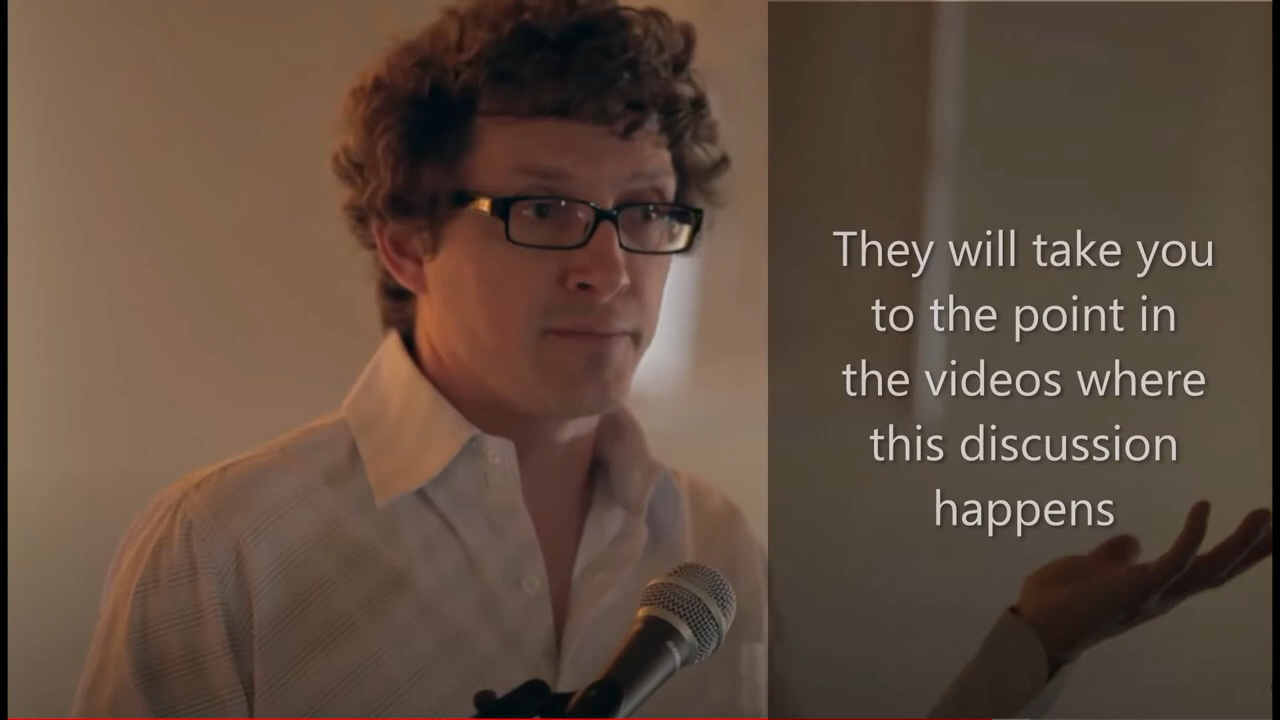 They will take you
to the point in
the videos where
this discussion
happens